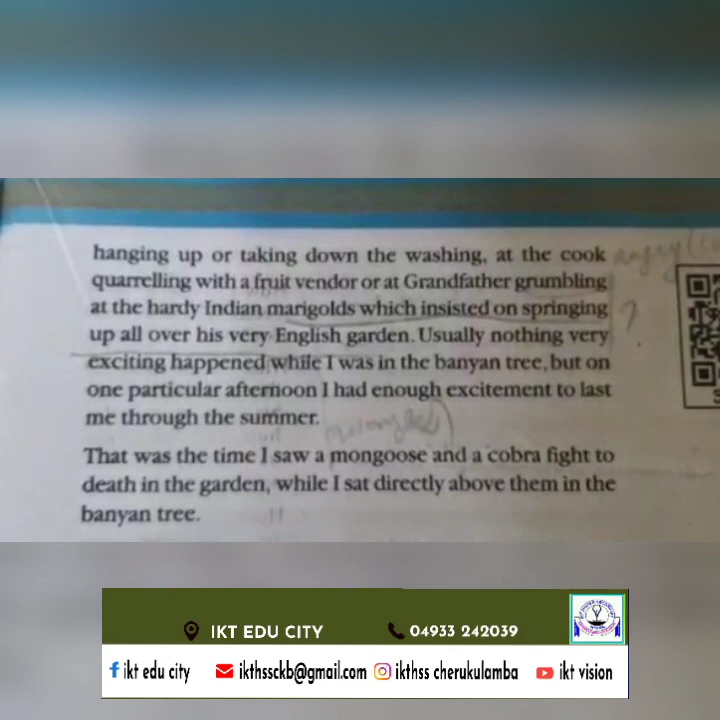 hanging up or taking down the washing, at the cook
quarrelling with a fruit vendor or at Grandfather grumbling
at the hardy Indian marigolds which insisted on springing
up all over his very English garden. Usually nothing very
exciting happened while I was in the banyan tree, but on
one particular afternoon I had enough excitement to last
me through the summer.
That was the time I saw a mongoose and a cobra fight to
death in the garden, while I sat directly above them in the
banyan tree.
angry
?
IKT EDU CITY 04933 242039
ikt edu city ikthssckb@gmail.com ikthss cherukulamba ikt vision